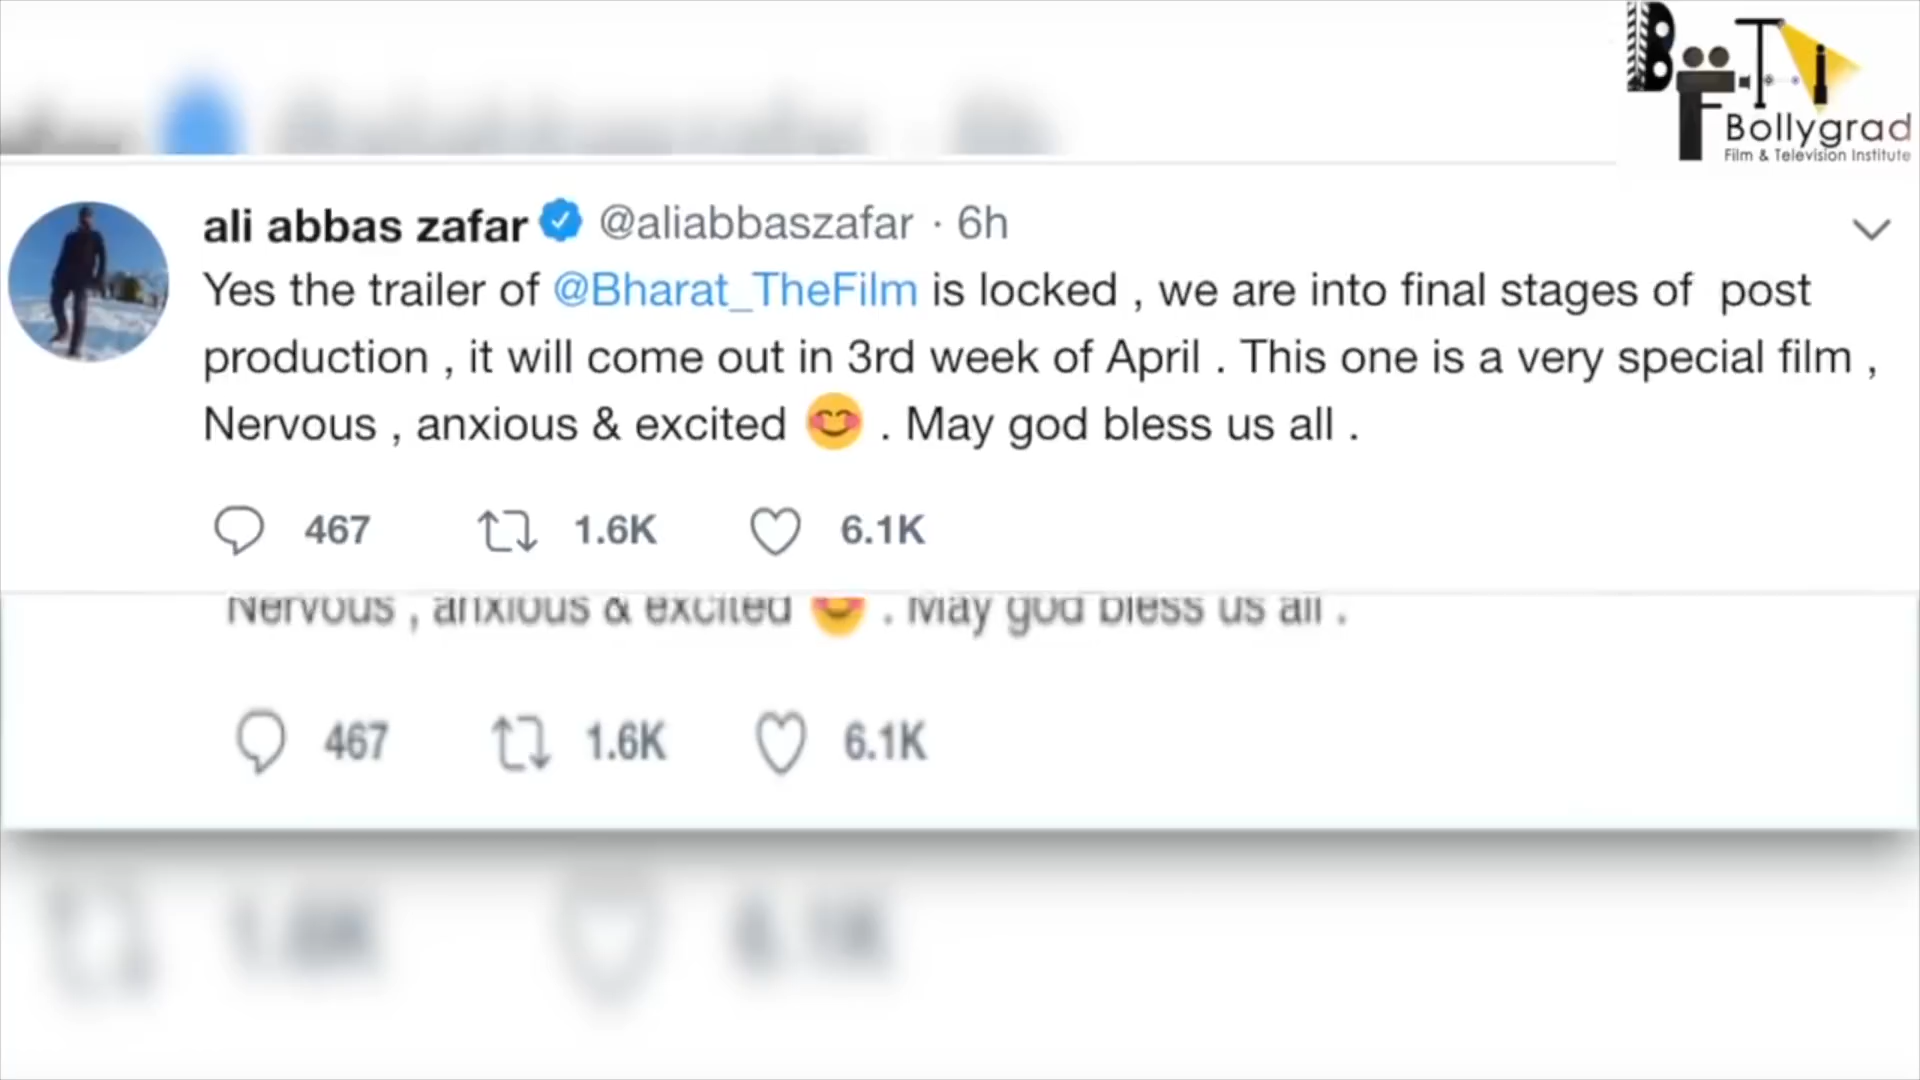 Bollygrad
Film & Television Institute
ali abbas zafar @aliabbaszafar · 6h
Yes the trailer of @Bharat_TheFilm is locked , we are into final stages of post
production , it will come out in 3rd week of April . This one is a very special film ,
Nervous , anxious & excited 😊 . May god bless us all .
467 1.6K 6.1K
Nervous , anxious & excited 😊 . May god bless us all .
467 1.6K 6.1K